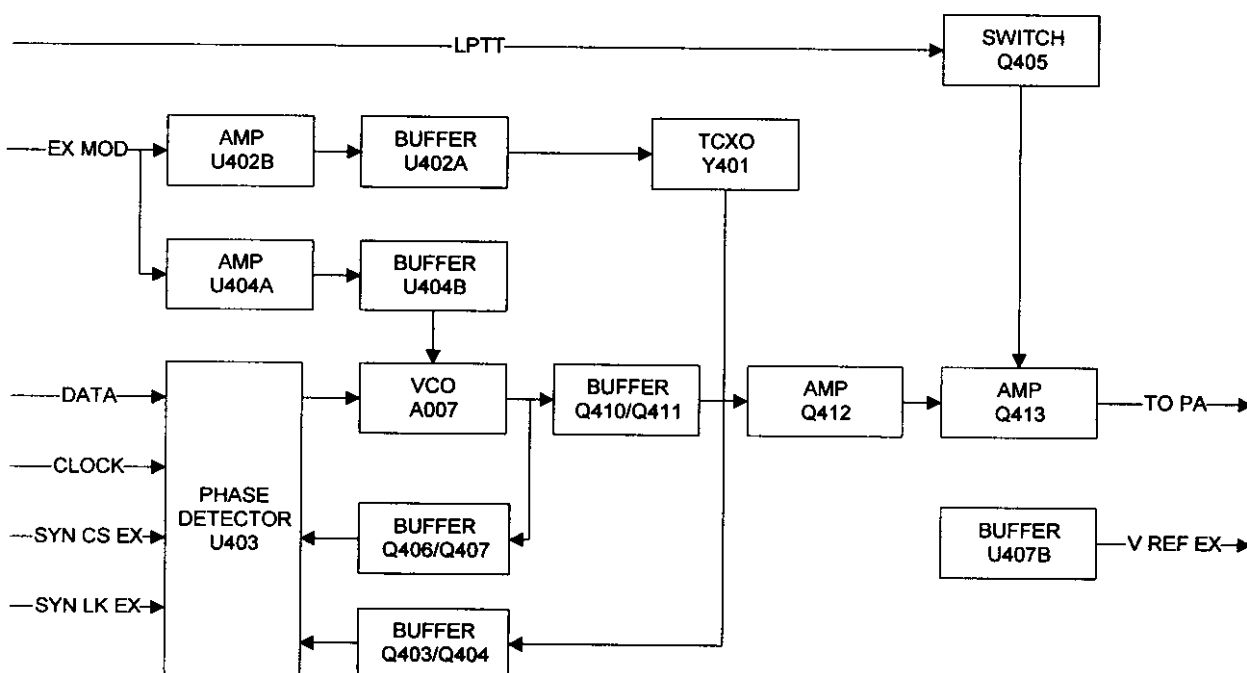 LPTT
SWITCH
Q405
EX MOD
AMP
U402B
BUFFER
U402A
TCXO
Y401
AMP
U404A
BUFFER
U404B
DATA
CLOCK
SYN CS EX
SYN LK EX
PHASE
DETECTOR
U403
VCO
A007
BUFFER
Q410/Q411
AMP
Q412
AMP
Q413
TO PA
BUFFER
Q406/Q407
BUFFER
U407B
V REF EX
BUFFER
Q403/Q404